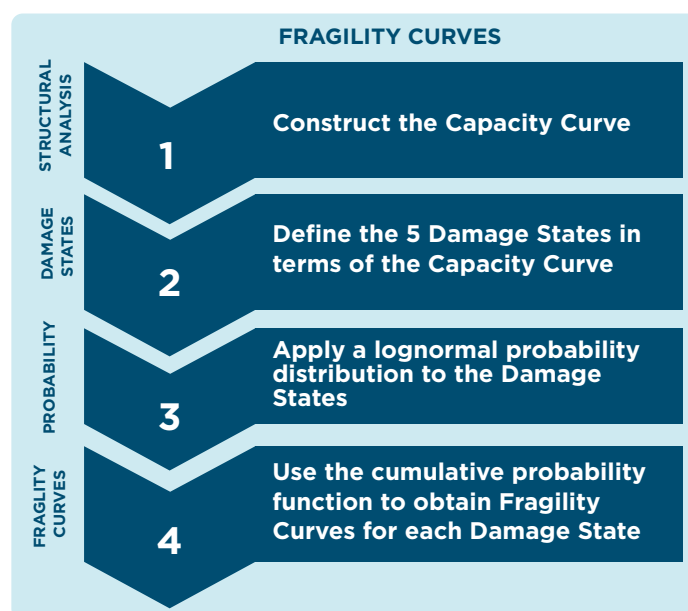 FRAGILITY CURVES
STRUCTURAL
ANALYSIS
1
Construct the Capacity Curve
DAMAGE
STATES
2
Define the 5 Damage States in
terms of the Capacity Curve
PROBABILITY
3
Apply a lognormal probability
distribution to the Damage
States
FRAGLITY
CURVES
4
Use the cumulative probability
function to obtain Fragility
Curves for each Damage State